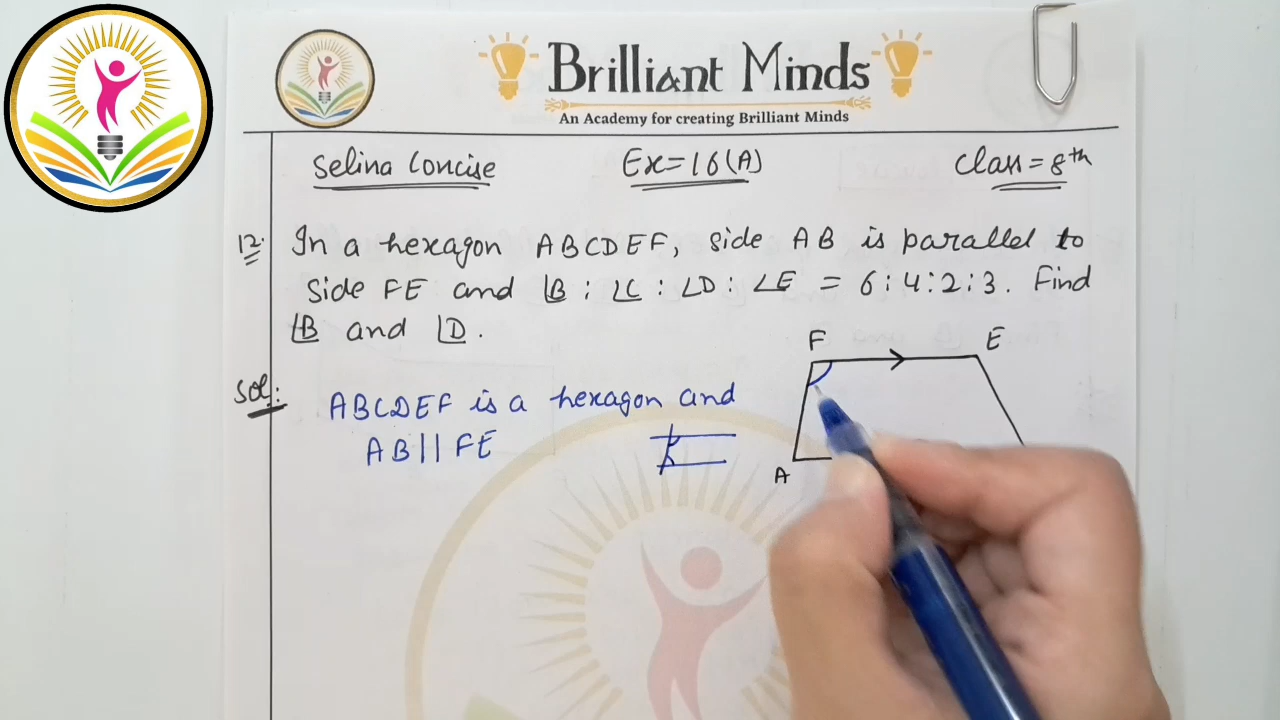 Brilliant Minds
An Academy for creating Brilliant Minds
Selina Concise Ex=16(A) Class=8th
12. In a hexagon ABCDEF, side AB is parallel to
side FE and ∠B : ∠C : ∠D : ∠E = 6:4:2:3. Find
∠B and ∠D.
F E
Sol:
ABCDEF is a hexagon and
AB || FE
A